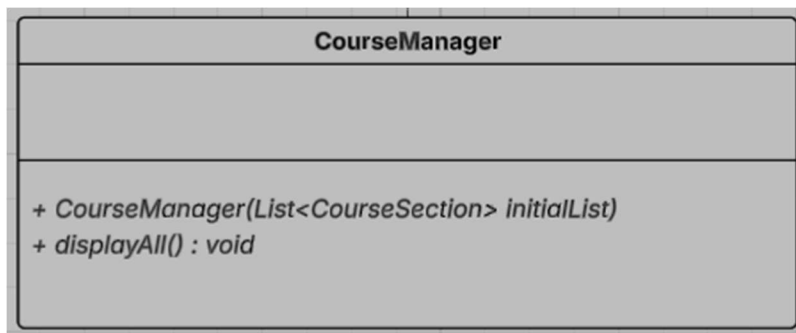 CourseManager
+ CourseManager(List<CourseSection> initialList)
+ displayAll() : void